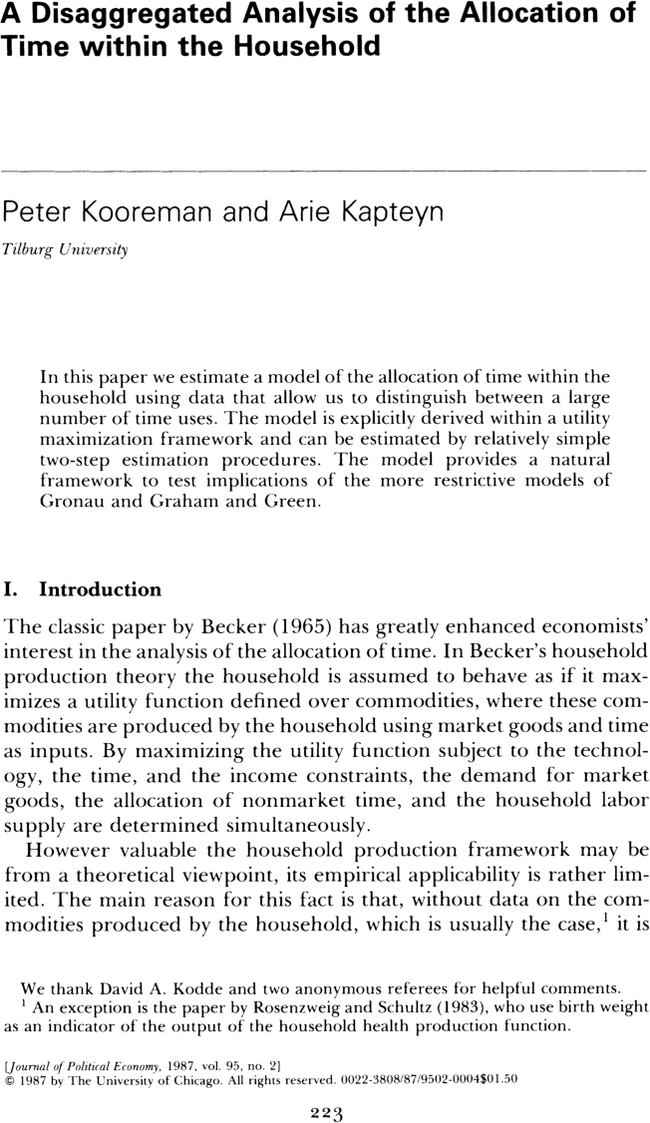 A Disaggregated Analysis of the Allocation of
Time within the Household
Peter Kooreman and Arie Kapteyn
Tilburg University
In this paper we estimate a model of the allocation of time within the
household using data that allow us to distinguish between a large
number of time uses. The model is explicitly derived within a utility
maximization framework and can be estimated by relatively simple
two-step estimation procedures. The model provides a natural
framework to test implications of the more restrictive models of
Gronau and Graham and Green.
I. Introduction
The classic paper by Becker (1965) has greatly enhanced economists'
interest in the analysis of the allocation of time. In Becker's household
production theory the household is assumed to behave as if it max-
imizes a utility function defined over commodities, where these com-
modities are produced by the household using market goods and time
as inputs. By maximizing the utility function subject to the technol-
ogy, the time, and the income constraints, the demand for market
goods, the allocation of nonmarket time, and the household labor
supply are determined simultaneously.
However valuable the household production framework may be
from a theoretical viewpoint, its empirical applicability is rather lim-
ited. The main reason for this fact is that, without data on the com-
modities produced by the household, which is usually the case,¹ it is
We thank David A. Kodde and two anonymous referees for helpful comments.
¹ An exception is the paper by Rosenzweig and Schultz (1983), who use birth weight
as an indicator of the output of the household health production function.
[Journal of Political Economy, 1987, vol. 95, no. 2]
© 1987 by The University of Chicago. All rights reserved. 0022-3808/87/9502-0004$01.50
223